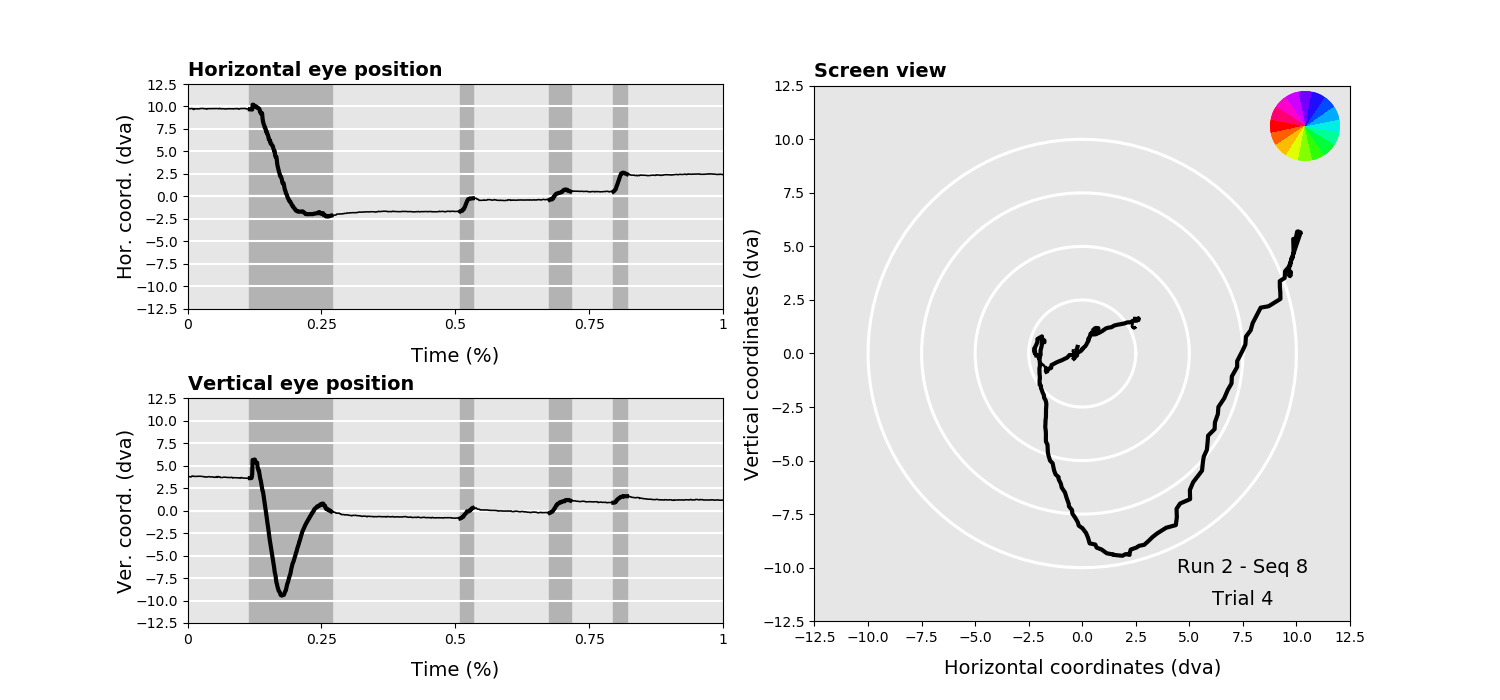 Horizontal eye position
Hor. coord. (dva)
12.5
10.0
7.5
5.0
2.5
0.0
−2.5
−5.0
−7.5
−10.0
−12.5
0 0.25 0.5 0.75 1
Time (%)
Vertical eye position
Ver. coord. (dva)
12.5
10.0
7.5
5.0
2.5
0.0
−2.5
−5.0
−7.5
−10.0
−12.5
0 0.25 0.5 0.75 1
Time (%)
Screen view
Vertical coordinates (dva)
12.5
10.0
7.5
5.0
2.5
0.0
−2.5
−5.0
−7.5
−10.0
−12.5
Run 2 - Seq 8
Trial 4
−12.5 −10.0 −7.5 −5.0 −2.5 0.0 2.5 5.0 7.5 10.0 12.5
Horizontal coordinates (dva)